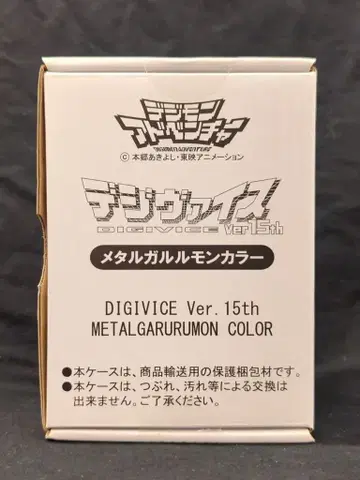 デジモン
アドベンチャー
DIGIMON ADVENTURE
© 本郷あきよし・東映アニメーション
デジヴァイス
DIGIVICE Ver.15th
メタルガルルモンカラー
DIGIVICE Ver.15th
METALGARURUMON COLOR
●本ケースは、商品輸送用の保護梱包材です。
●本ケースは、つぶれ、汚れ等による交換は
出来ません。ご了承ください。